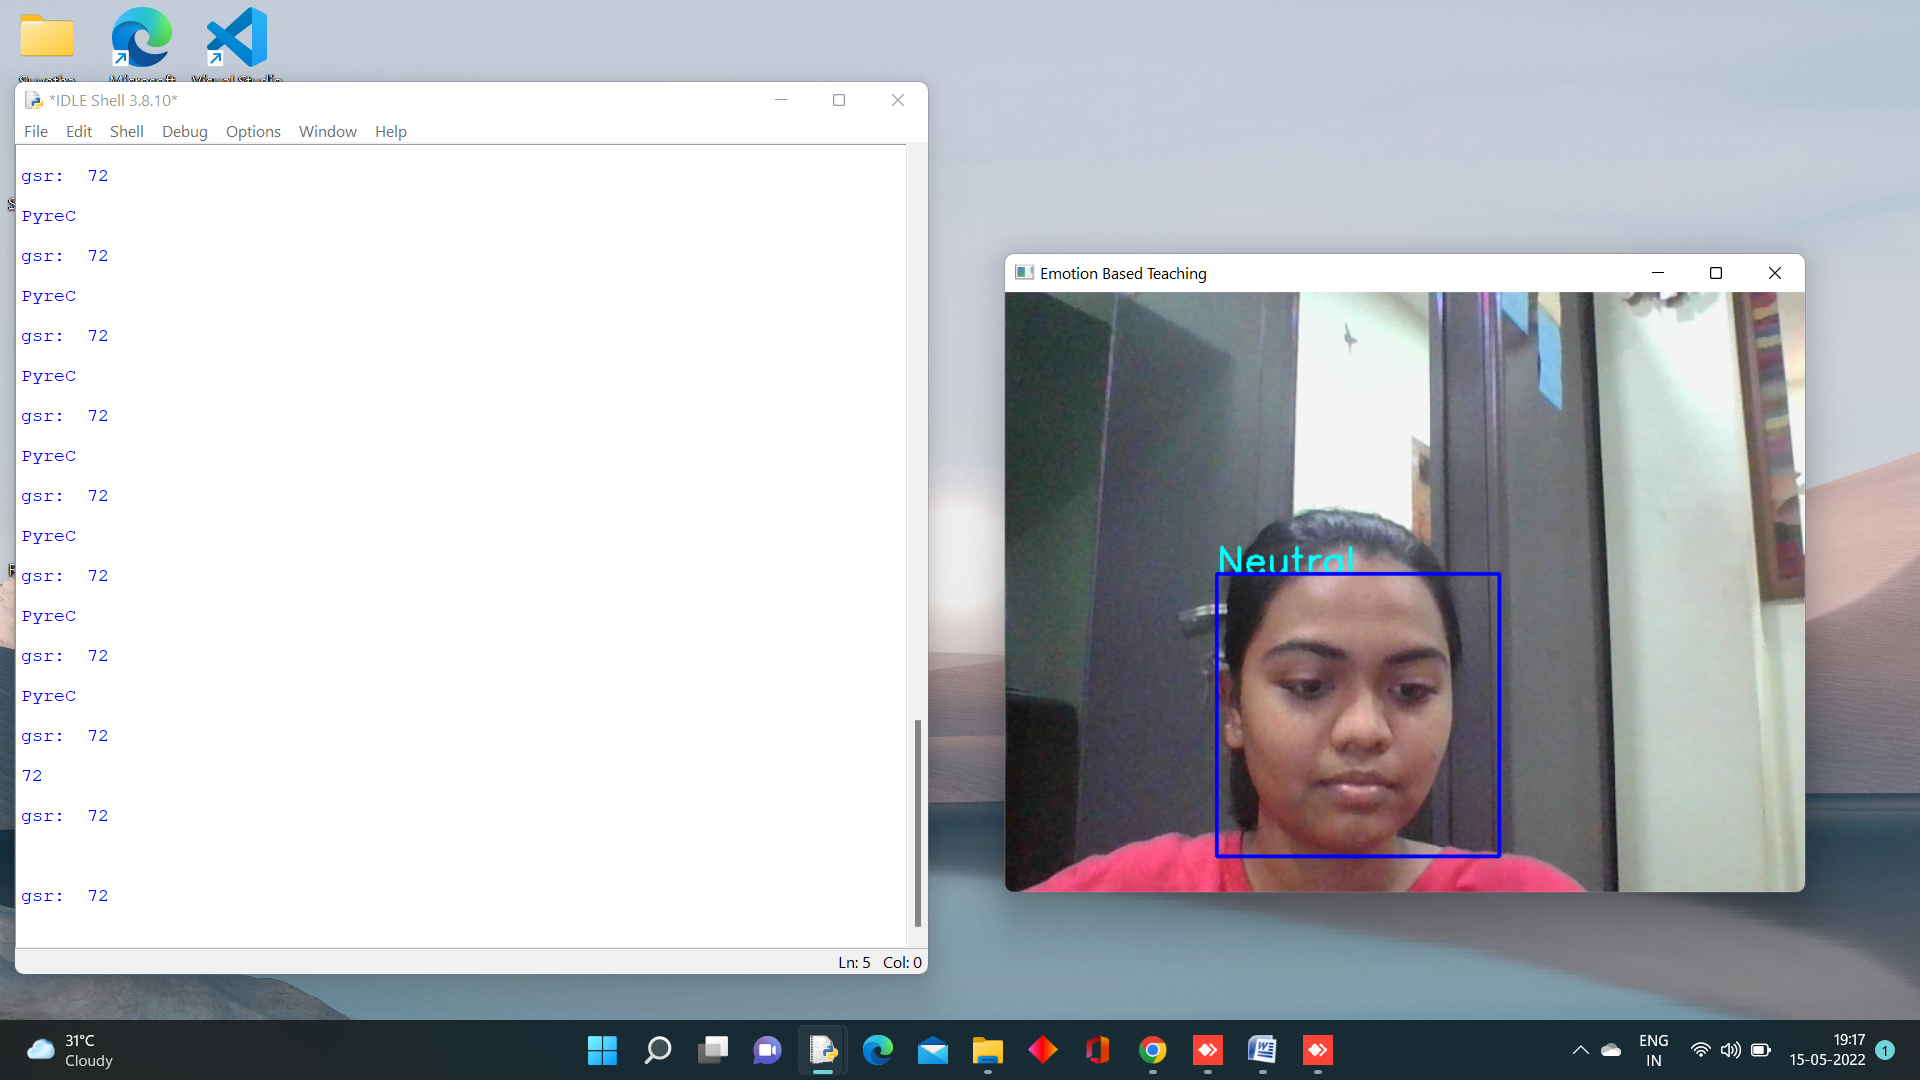 *IDLE Shell 3.8.10*
File Edit Shell Debug Options Window Help
gsr: 72
PyreC
gsr: 72
PyreC
gsr: 72
PyreC
gsr: 72
PyreC
gsr: 72
PyreC
gsr: 72
PyreC
gsr: 72
PyreC
gsr: 72
72
gsr: 72
gsr: 72
Ln: 5 Col: 0
Emotion Based Teaching
Neutral
31°C
Cloudy
ENG
IN
19:17
15-05-2022
1